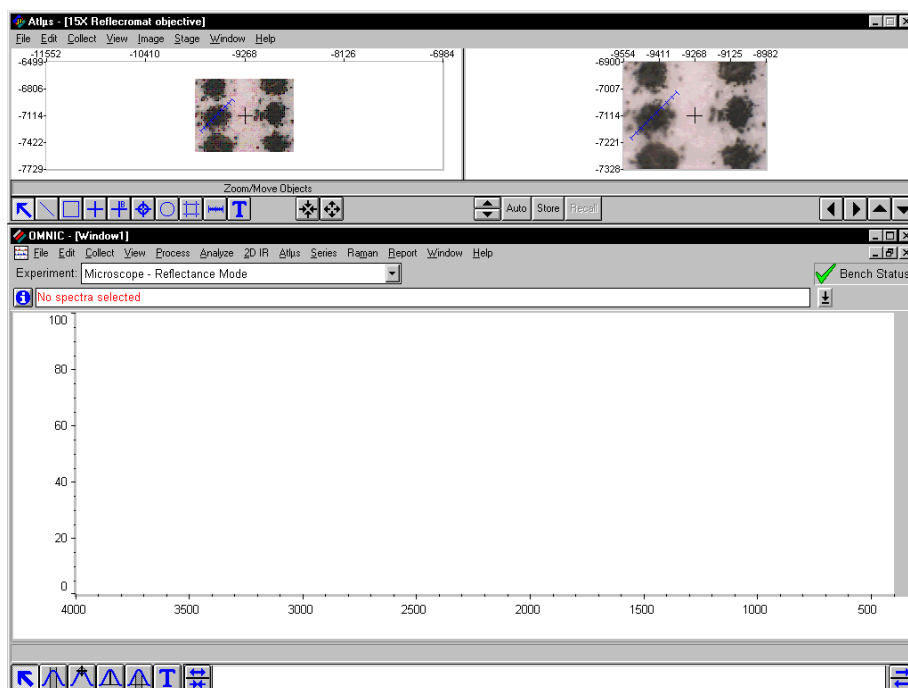 Atlµs - [15X Reflecromat objective]
File Edit Collect View Image Stage Window Help
-11552 -10410 -9268 -8126 -6984
-6499
-6806
-7114
-7422
-7729
-9554 -9411 -9268 -9125 -8982
-6900
-7007
-7114
-7221
-7328
Zoom/Move Objects
B T Auto Store Recall
OMNIC - [Window1]
File Edit Collect View Process Analyze 2D IR Atlµs Series Raman Report Window Help
Experiment: Microscope - Reflectance Mode Bench Status
No spectra selected
100
80
60
40
20
0
4000 3500 3000 2500 2000 1500 1000 500
T